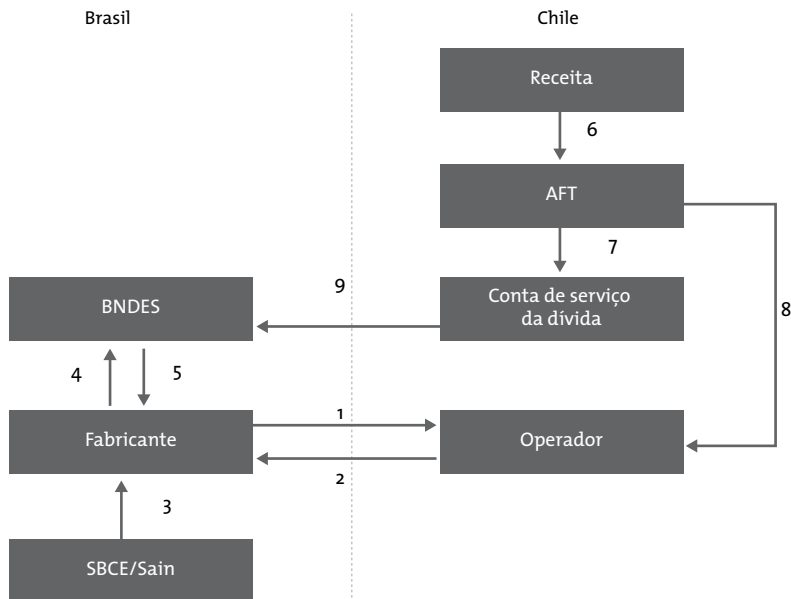 Brasil
Chile
Receita
6
AFT
7
8
9
BNDES
Conta de serviço
da dívida
4
5
1
Fabricante
Operador
2
3
SBCE/Sain